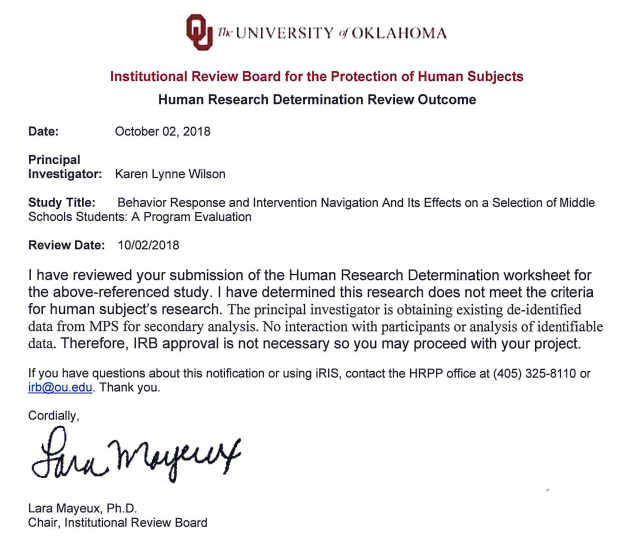 The UNIVERSITY of OKLAHOMA
Institutional Review Board for the Protection of Human Subjects
Human Research Determination Review Outcome
Date: October 02, 2018
Principal
Investigator: Karen Lynne Wilson
Study Title: Behavior Response and Intervention Navigation And Its Effects on a Selection of Middle
Schools Students: A Program Evaluation
Review Date: 10/02/2018
I have reviewed your submission of the Human Research Determination worksheet for
the above-referenced study. I have determined this research does not meet the criteria
for human subject's research. The principal investigator is obtaining existing de-identified
data from MPS for secondary analysis. No interaction with participants or analysis of identifiable
data. Therefore, IRB approval is not necessary so you may proceed with your project.
If you have questions about this notification or using iRIS, contact the HRPP office at (405) 325-8110 or
irb@ou.edu. Thank you.
Cordially,
Lara Mayeux
Lara Mayeux, Ph.D.
Chair, Institutional Review Board